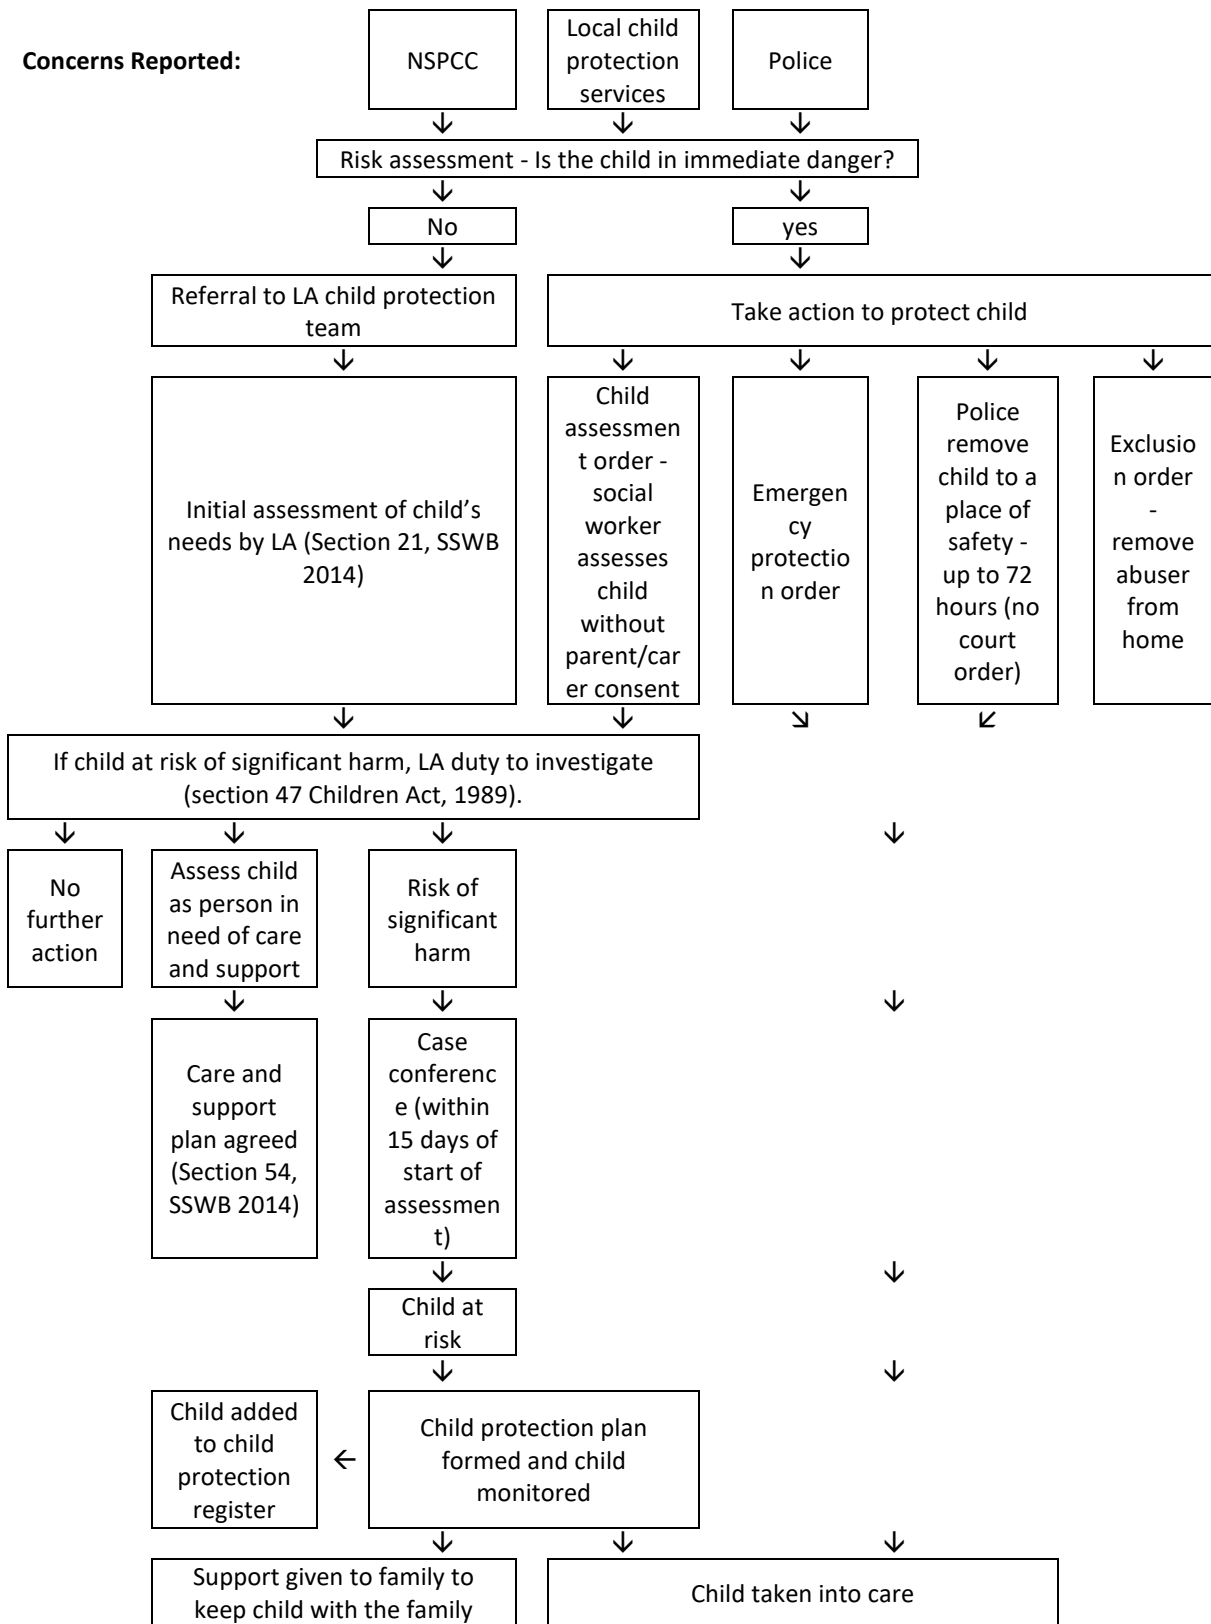 Concerns Reported:
NSPCC
Local child
protection
services
Police
Risk assessment - Is the child in immediate danger?
No
yes
Referral to LA child protection
team
Take action to protect child
Initial assessment of child’s
needs by LA (Section 21, SSWB
2014)
Child
assessmen
t order -
social
worker
assesses
child
without
parent/car
er consent
Emergen
cy
protectio
n order
Police
remove
child to a
place of
safety -
up to 72
hours (no
court
order)
Exclusio
n order
-
remove
abuser
from
home
If child at risk of significant harm, LA duty to investigate
(section 47 Children Act, 1989).
No
further
action
Assess child
as person in
need of care
and support
Risk of
significant
harm
Care and
support
plan agreed
(Section 54,
SSWB 2014)
Case
conferenc
e (within
15 days of
start of
assessmen
t)
Child at
risk
Child added
to child
protection
register
Child protection plan
formed and child
monitored
Support given to family to
keep child with the family
Child taken into care